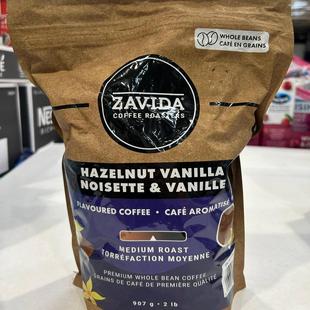 WHOLE BEANS
CAFÉ EN GRAINS
ZAVIDA
COFFEE ROASTERS
HAZELNUT VANILLA
NOISETTE & VANILLE
FLAVOURED COFFEE • CAFÉ AROMATISÉ
MEDIUM ROAST
TORRÉFACTION MOYENNE
PREMIUM WHOLE BEAN COFFEE
GRAINS DE CAFÉ DE PREMIÈRE QUALITÉ
907 g • 2 lb